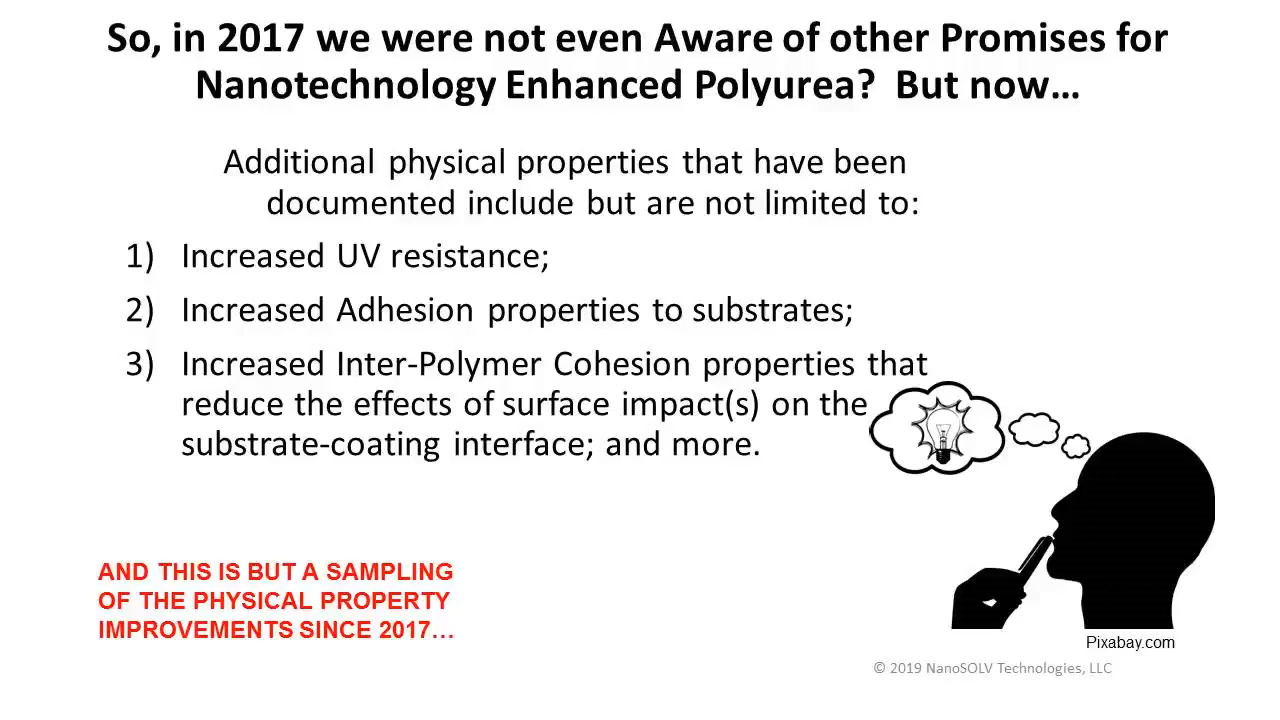 So, in 2017 we were not even Aware of other Promises for
Nanotechnology Enhanced Polyurea?  But now…
Additional physical properties that have been
documented include but are not limited to:
1) Increased UV resistance;
2) Increased Adhesion properties to substrates;
3) Increased Inter-Polymer Cohesion properties that
reduce the effects of surface impact(s) on the
substrate-coating interface; and more.
AND THIS IS BUT A SAMPLING
OF THE PHYSICAL PROPERTY
IMPROVEMENTS SINCE 2017…
Pixabay.com
© 2019 NanoSOLV Technologies, LLC